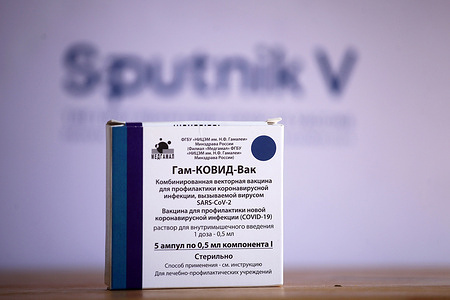 Sputnik V
ФГБУ «НИЦЭМ им. Н.Ф. Гамалеи»
Минздрава России
(Филиал «Медгамал» ФГБУ
«НИЦЭМ им. Н.Ф. Гамалеи»
Минздрава России)
МЕДГАМАЛ
Гам-КОВИД-Вак
Комбинированная векторная вакцина
для профилактики коронавирусной
инфекции, вызываемой вирусом
SARS-CoV-2
Вакцина для профилактики новой
коронавирусной инфекции (COVID-19)
раствор для внутримышечного введения
1 доза - 0,5 мл
5 ампул по 0,5 мл компонента I
Стерильно
Способ применения - см. инструкцию
Для лечебно-профилактических учреждений